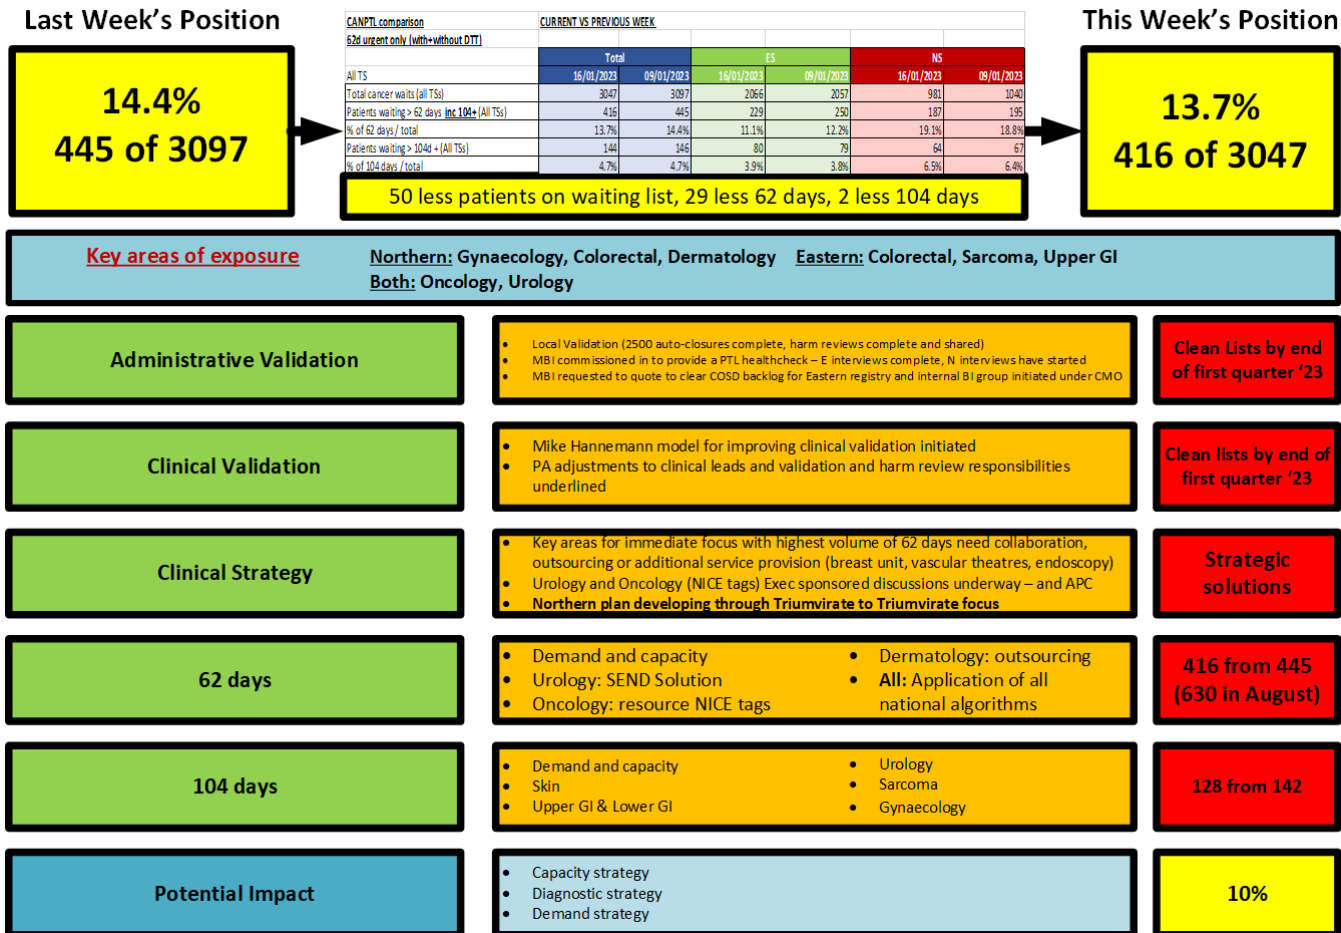 Last Week's Position
14.4%
445 of 3097
CANPTL comparison CURRENT VS PREVIOUS WEEK
62d urgent only (with+without DTT)
Total ES NS
All TS 16/01/2023 09/01/2023 16/01/2023 09/01/2023 16/01/2023 09/01/2023
Total cancer waits (all TSs) 3047 3097 2066 2057 981 1040
Patients waiting > 62 days inc 104+ (All TSs) 416 445 229 250 187 195
% of 62 days / total 13.7% 14.4% 11.1% 12.2% 19.1% 18.8%
Patients waiting > 104d + (All TSs) 144 146 80 79 64 67
% of 104 days / total 4.7% 4.7% 3.9% 3.8% 6.5% 6.4%
50 less patients on waiting list, 29 less 62 days, 2 less 104 days
This Week's Position
13.7%
416 of 3047
Key areas of exposure
Northern: Gynaecology, Colorectal, Dermatology Eastern: Colorectal, Sarcoma, Upper GI
Both: Oncology, Urology
Administrative Validation
• Local Validation (2500 auto-closures complete, harm reviews complete and shared)
• MBI commissioned in to provide a PTL healthcheck – E interviews complete, N interviews have started
• MBI requested to quote to clear COSD backlog for Eastern registry and internal BI group initiated under CMO
Clean Lists by end
of first quarter '23
Clinical Validation
• Mike Hannemann model for improving clinical validation initiated
• PA adjustments to clinical leads and validation and harm review responsibilities
underlined
Clean lists by end of
first quarter '23
Clinical Strategy
• Key areas for immediate focus with highest volume of 62 days need collaboration,
outsourcing or additional service provision (breast unit, vascular theatres, endoscopy)
• Urology and Oncology (NICE tags) Exec sponsored discussions underway – and APC
• Northern plan developing through Triumvirate to Triumvirate focus
Strategic
solutions
62 days
• Demand and capacity
• Urology: SEND Solution
• Oncology: resource NICE tags
• Dermatology: outsourcing
• All: Application of all
national algorithms
416 from 445
(630 in August)
104 days
• Demand and capacity
• Skin
• Upper GI & Lower GI
• Urology
• Sarcoma
• Gynaecology
128 from 142
Potential Impact
• Capacity strategy
• Diagnostic strategy
• Demand strategy
10%